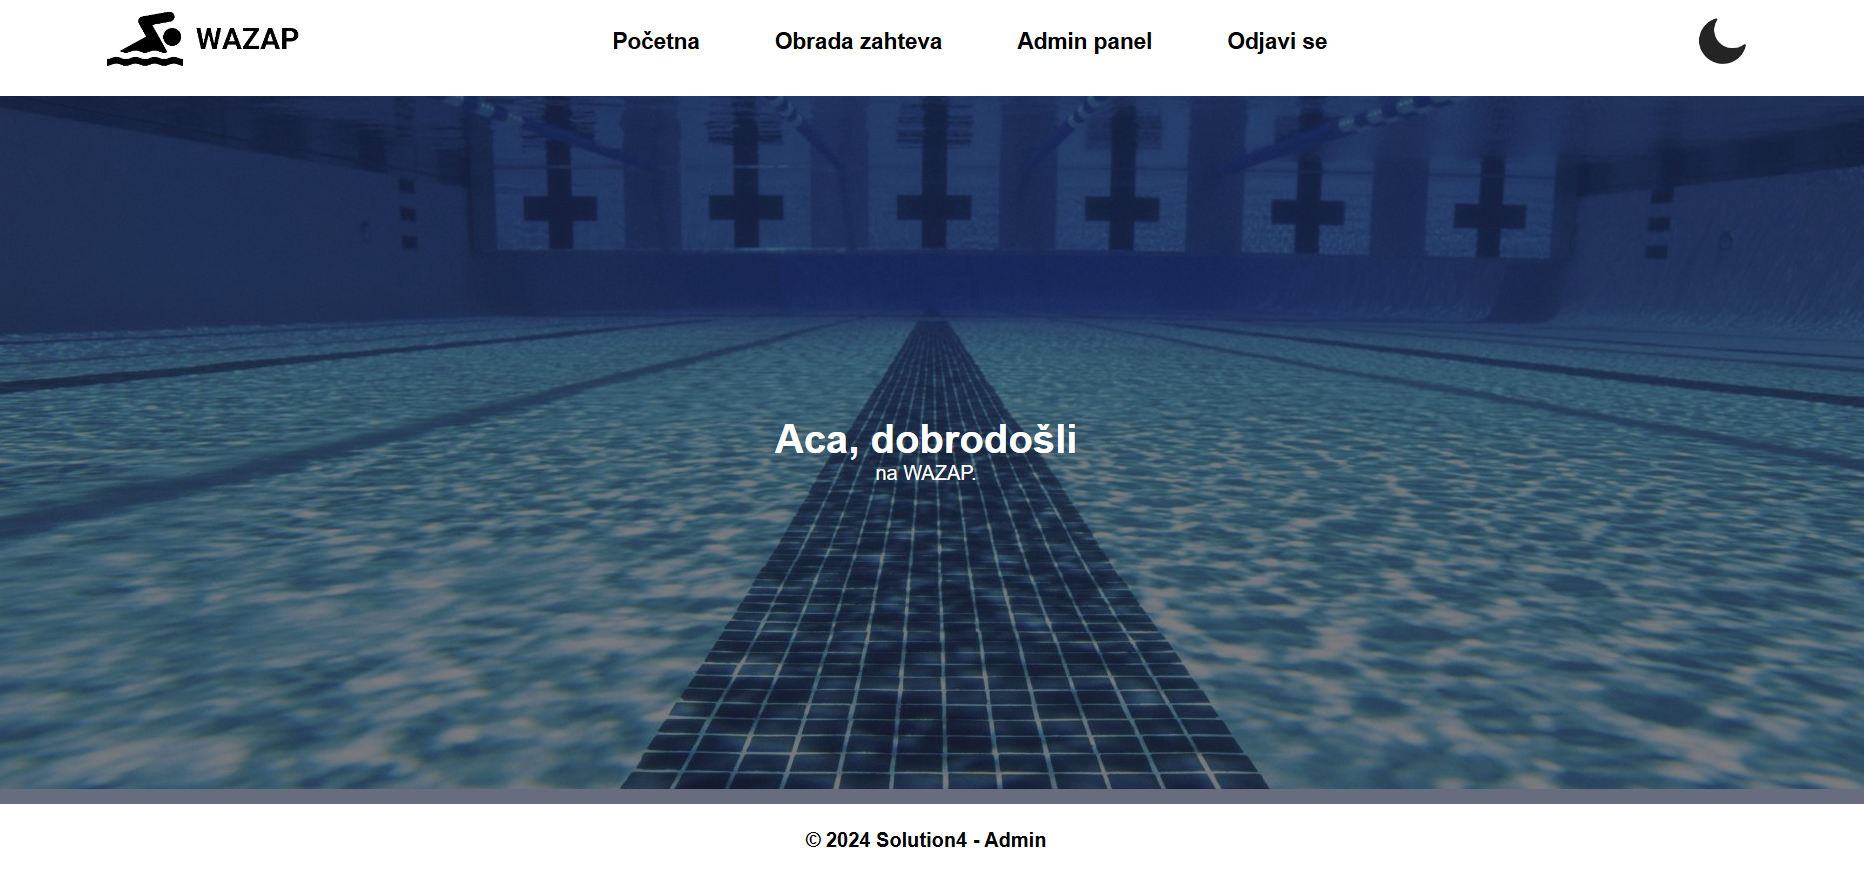 WAZAP
Početna
Obrada zahteva
Admin panel
Odjavi se
Aca, dobrodošli
na WAZAP.
© 2024 Solution4 - Admin